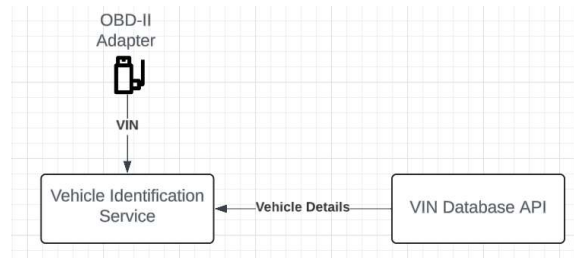 OBD-II
Adapter
VIN
Vehicle Identification
Service
Vehicle Details
VIN Database API